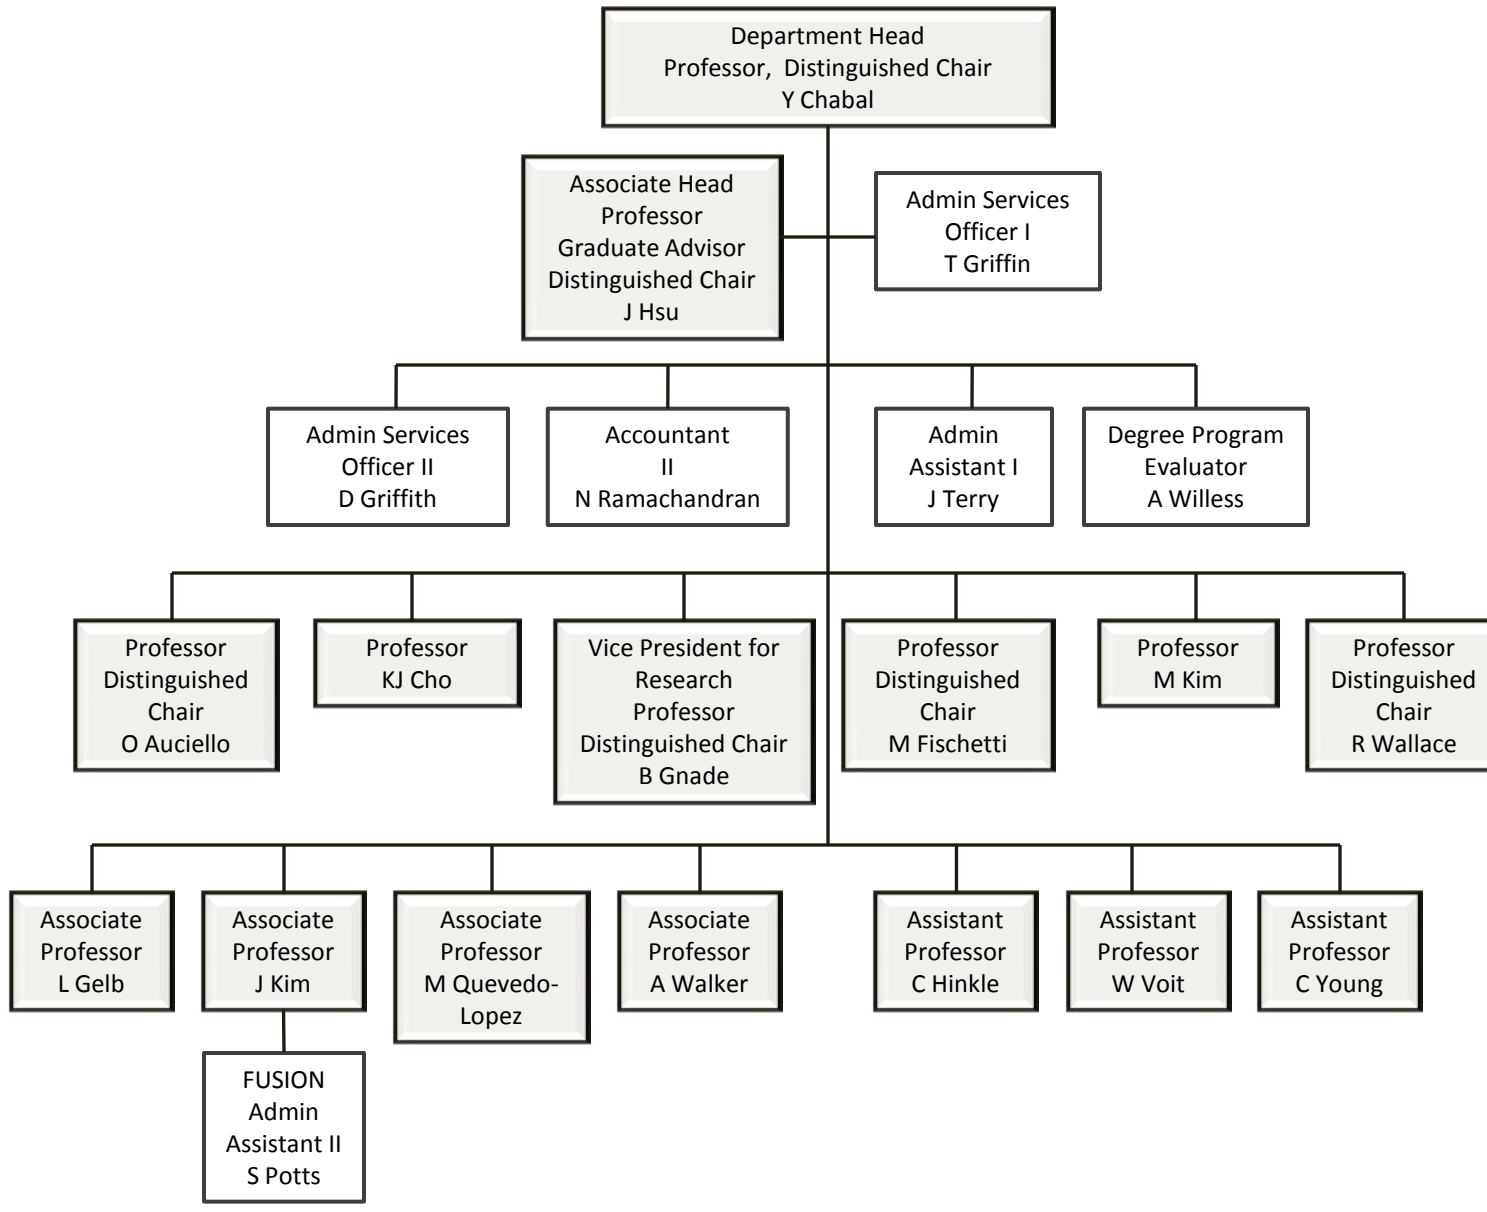 Department Head
Professor,  Distinguished Chair
Y Chabal
Associate Head
Professor
Graduate Advisor
Distinguished Chair
J Hsu
Admin Services
Officer I
T Griffin
Admin Services
Officer II
D Griffith
Accountant
II
N Ramachandran
Admin
Assistant I
J Terry
Degree Program
Evaluator
A Willess
Professor
Distinguished
Chair
O Auciello
Professor
KJ Cho
Vice President for
Research
Professor
Distinguished Chair
B Gnade
Professor
Distinguished
Chair
M Fischetti
Professor
M Kim
Professor
Distinguished
Chair
R Wallace
Associate
Professor
L Gelb
Associate
Professor
J Kim
Associate
Professor
M Quevedo-
Lopez
Associate
Professor
A Walker
Assistant
Professor
C Hinkle
Assistant
Professor
W Voit
Assistant
Professor
C Young
FUSION
Admin
Assistant II
S Potts